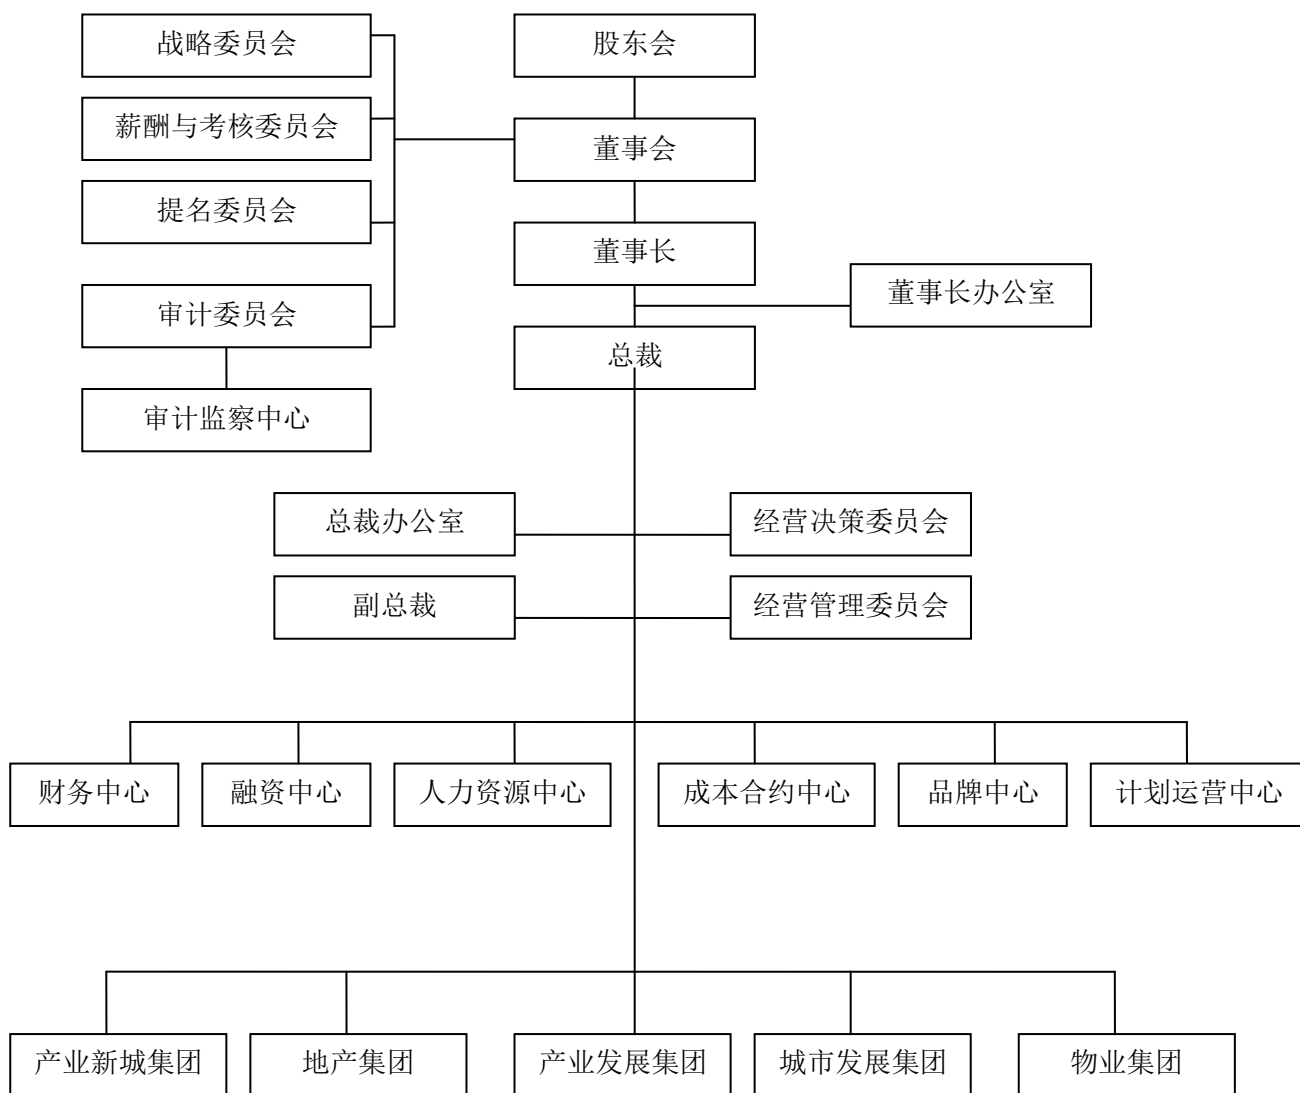 战略委员会
股东会
薪酬与考核委员会
董事会
提名委员会
董事长
董事长办公室
审计委员会
总裁
审计监察中心
总裁办公室
经营决策委员会
副总裁
经营管理委员会
财务中心
融资中心
人力资源中心
成本合约中心
品牌中心
计划运营中心
产业新城集团
地产集团
产业发展集团
城市发展集团
物业集团